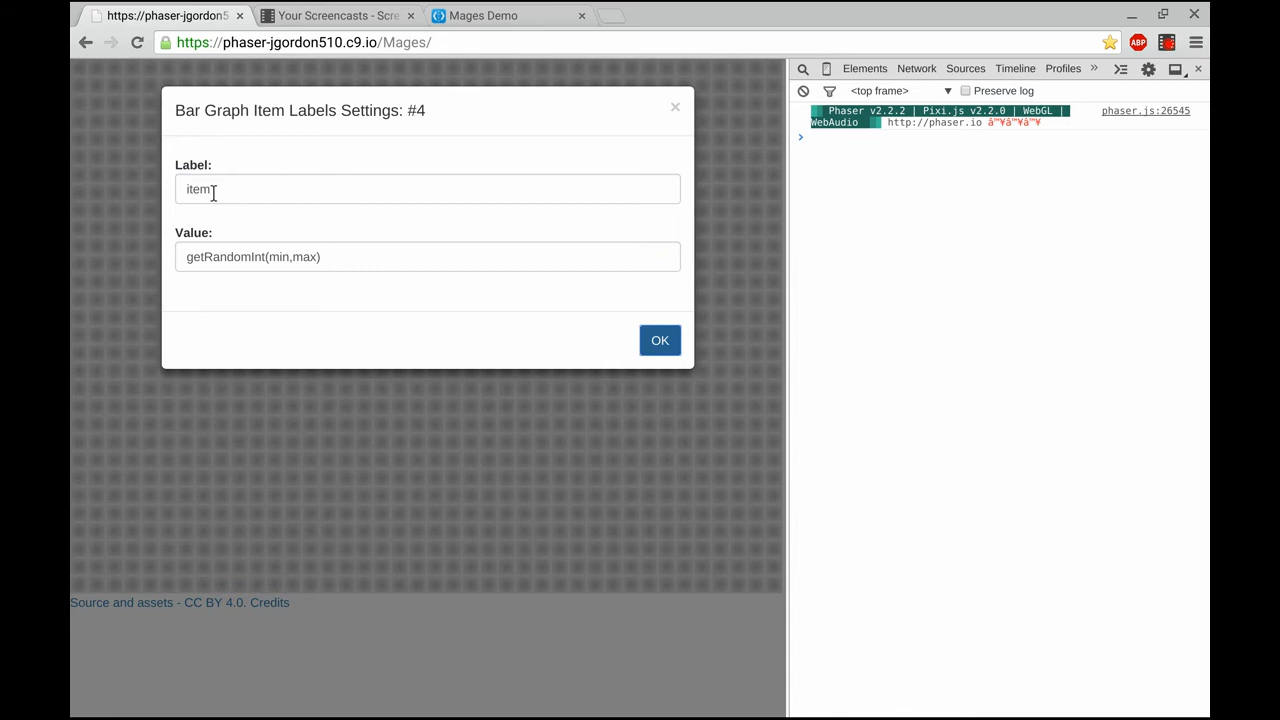 https://phaser-jgordon5
Your Screencasts - Scre
Mages Demo
https://phaser-jgordon510.c9.io/Mages/
ABP
Elements Network Sources Timeline Profiles »
<top frame> Preserve log
Phaser v2.2.2 | Pixi.js v2.2.0 | WebGL | phaser.js:26545
WebAudio http://phaser.io ♥♥♥
Bar Graph Item Labels Settings: #4
×
Label:
item
Value:
getRandomInt(min,max)
OK
Source and assets - CC BY 4.0. Credits